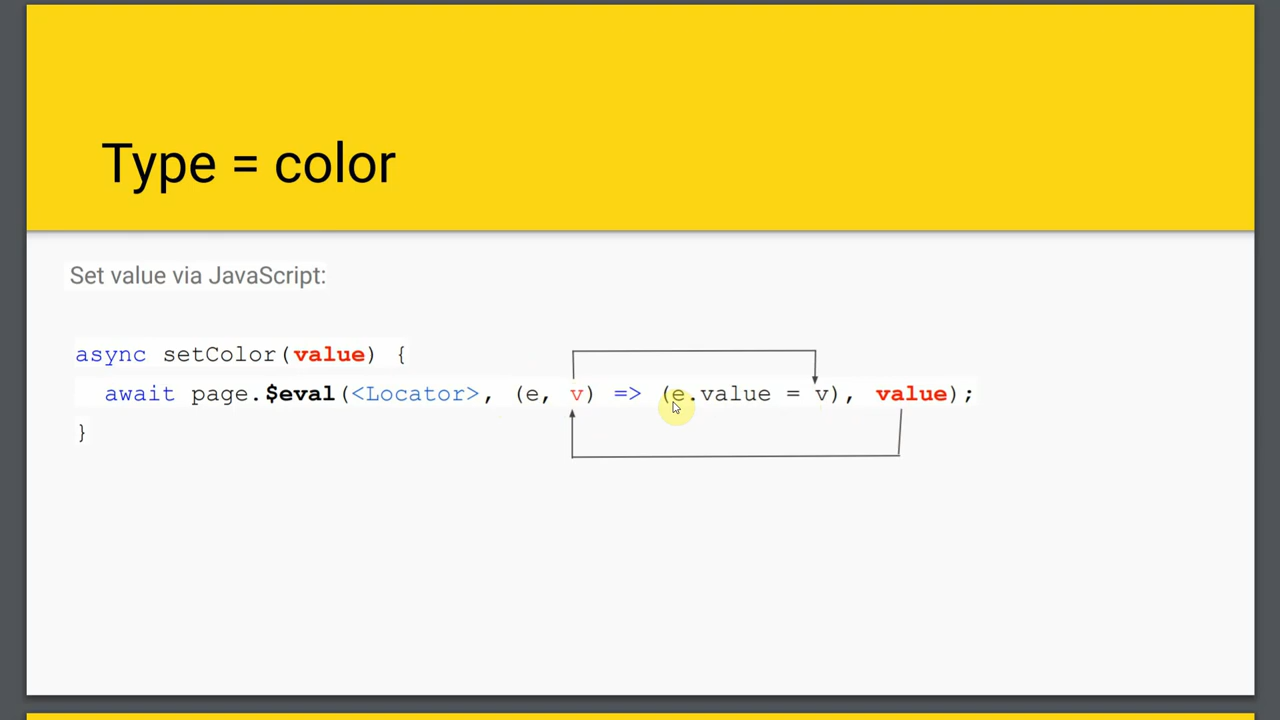 Type = color
Set value via JavaScript:
async setColor(value) {
await page.$eval(<Locator>, (e, v) => (e.value = v), value);
}